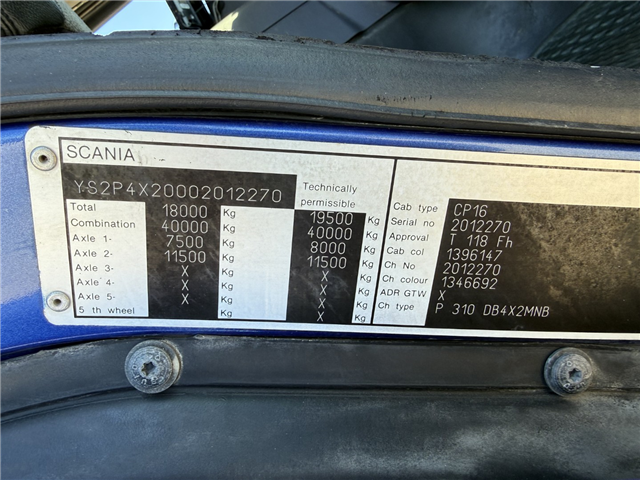 SCANIA
YS2P4X20002012270
Technically permissible
Total 18000 Kg 19500 Kg
Combination 40000 Kg 40000 Kg
Axle 1- 7500 Kg 8000 Kg
Axle 2- 11500 Kg 11500 Kg
Axle 3- X Kg X Kg
Axle 4- X Kg X Kg
Axle 5- X Kg X Kg
5 th wheel Kg X Kg
Cab type CP16
Serial no 2012270
Approval T 118 Fh
Cab col 1396147
Ch No 2012270
Ch colour 1346692
ADR GTW X
Ch type P 310 DB4X2MNB